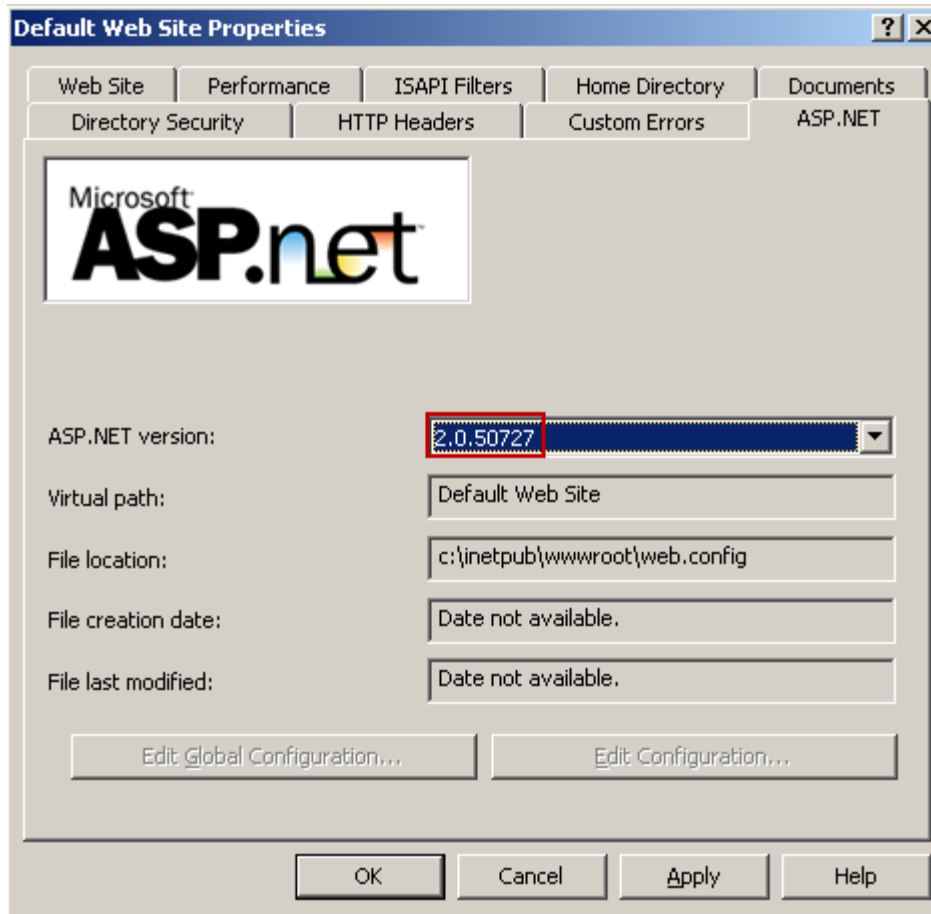 Default Web Site Properties
Web Site Performance ISAPI Filters Home Directory Documents
Directory Security HTTP Headers Custom Errors ASP.NET
Microsoft
ASP.net
ASP.NET version: 2.0.50727
Virtual path: Default Web Site
File location: c:\inetpub\wwwroot\web.config
File creation date: Date not available.
File last modified: Date not available.
Edit Global Configuration... Edit Configuration...
OK Cancel Apply Help